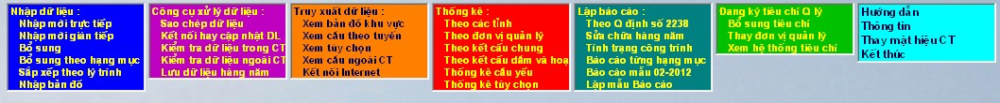 Nhập dữ liệu :
Nhập mới trực tiếp
Nhập mới gián tiếp
Bổ sung
Bổ sung theo hạng mục
Sắp xếp theo lý trình
Nhập bản đồ
Công cụ xử lý dữ liệu :
Sao chép dữ liệu
Kết nối hay cập nhật DL
Kiểm tra dữ liệu trong CT
Kiểm tra dữ liệu ngoài CT
Lưu dữ liệu hàng năm
Truy xuất dữ liệu :
Xem bản đồ khu vực
Xem cầu theo tuyến
Xem tùy chọn
Xem cầu ngoài CT
Kết nối Internet
Thống kê :
Theo các tỉnh
Theo đơn vị quản lý
Theo kết cấu chung
Theo kết cấu dầm và hoạ
Thống kê cầu yếu
Thống kê tùy chọn
Lập báo cáo :
Theo Q định số 2238
Sửa chữa hàng năm
Tình trạng công trình
Báo cáo từng hạng mục
Báo cáo mẫu 02-2012
Lập mẫu Báo cáo
Đang ký tiêu chí Q lý
Bổ sung tiêu chí
Thay đơn vị quản lý
Xem hệ thống tiêu chí
Hướng dẫn
Thông tin
Thay mật hiệu CT
Kết thúc